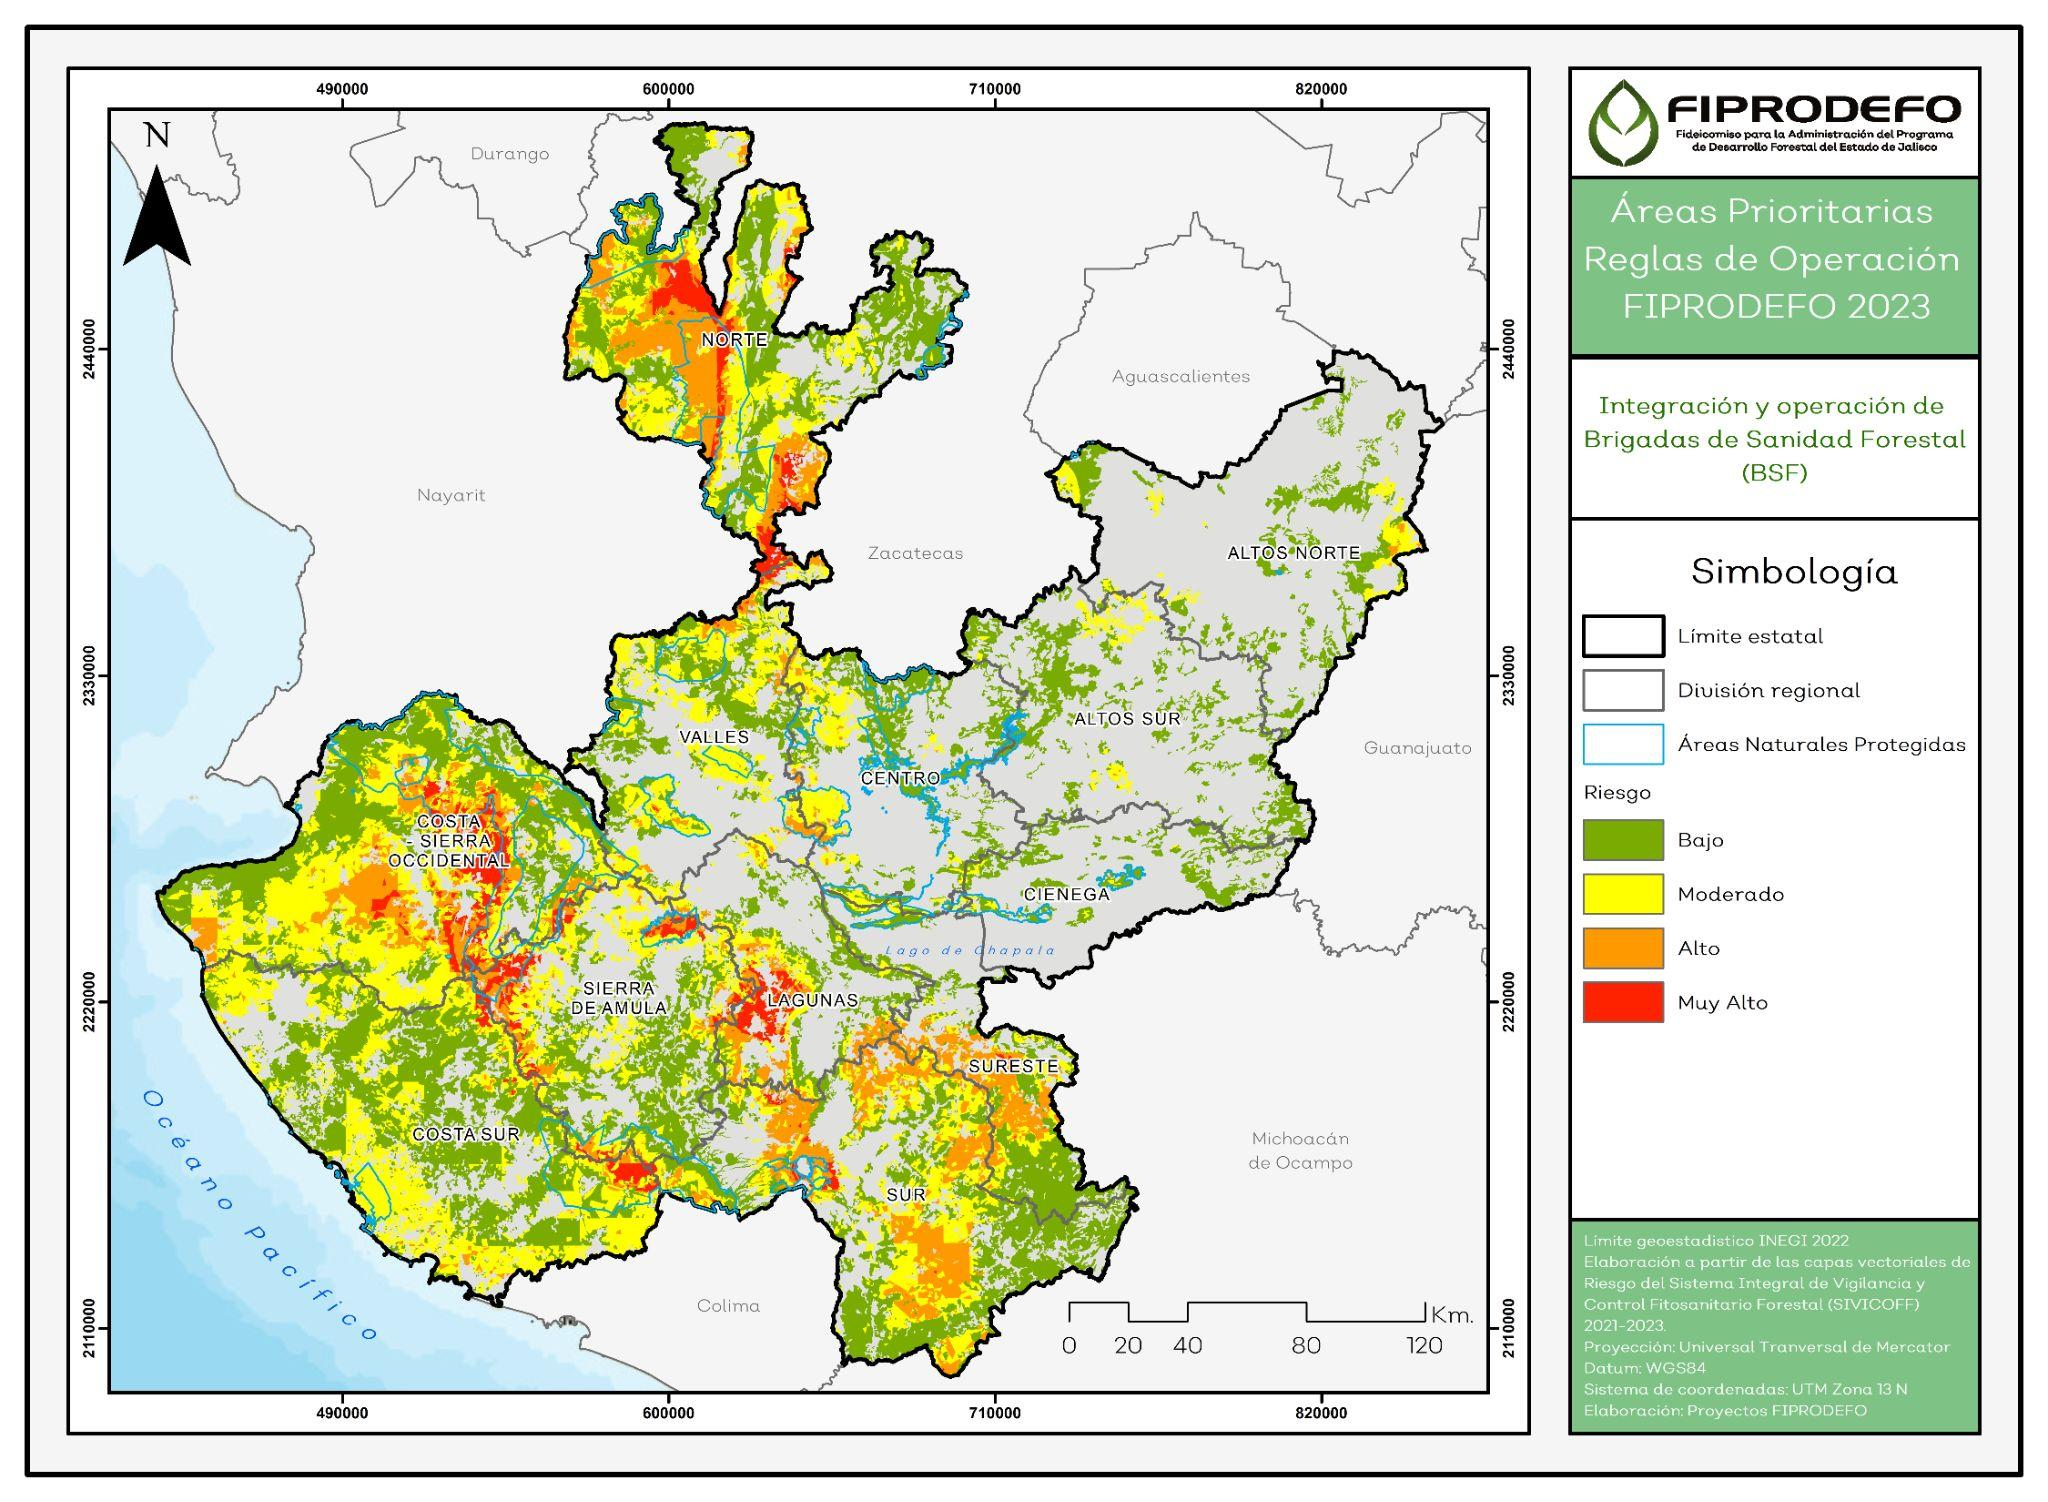 490000
600000
710000
820000
N
Durango
NORTE
2440000
2440000
Aguascalientes
Nayarit
Zacatecas
ALTOS NORTE
2330000
2330000
ALTOS SUR
VALLES
Guanajuato
CENTRO
COSTA
- SIERRA
OCCIDENTAL
CIENEGA
Lago de Chapala
SIERRA
DE AMULA
LAGUNAS
2220000
2220000
SURESTE
Océano Pacífico
COSTA SUR
Michoacán
de Ocampo
SUR
Colima
Km.
0 20 40 80 120
2110000
2110000
490000
600000
710000
820000
FIPRODEFO
Fideicomiso para la Administración del Programa
de Desarrollo Forestal del Estado de Jalisco
Áreas Prioritarias
Reglas de Operación
FIPRODEFO 2023
Integración y operación de
Brigadas de Sanidad Forestal
(BSF)
Simbología
Límite estatal
División regional
Áreas Naturales Protegidas
Riesgo
Bajo
Moderado
Alto
Muy Alto
Límite geoestadistico INEGI 2022
Elaboración a partir de las capas vectoriales de
Riesgo del Sistema Integral de Vigilancia y
Control Fitosanitario Forestal (SIVICOFF)
2021-2023.
Proyección: Universal Tranversal de Mercator
Datum: WGS84
Sistema de coordenadas: UTM Zona 13 N
Elaboración: Proyectos FIPRODEFO